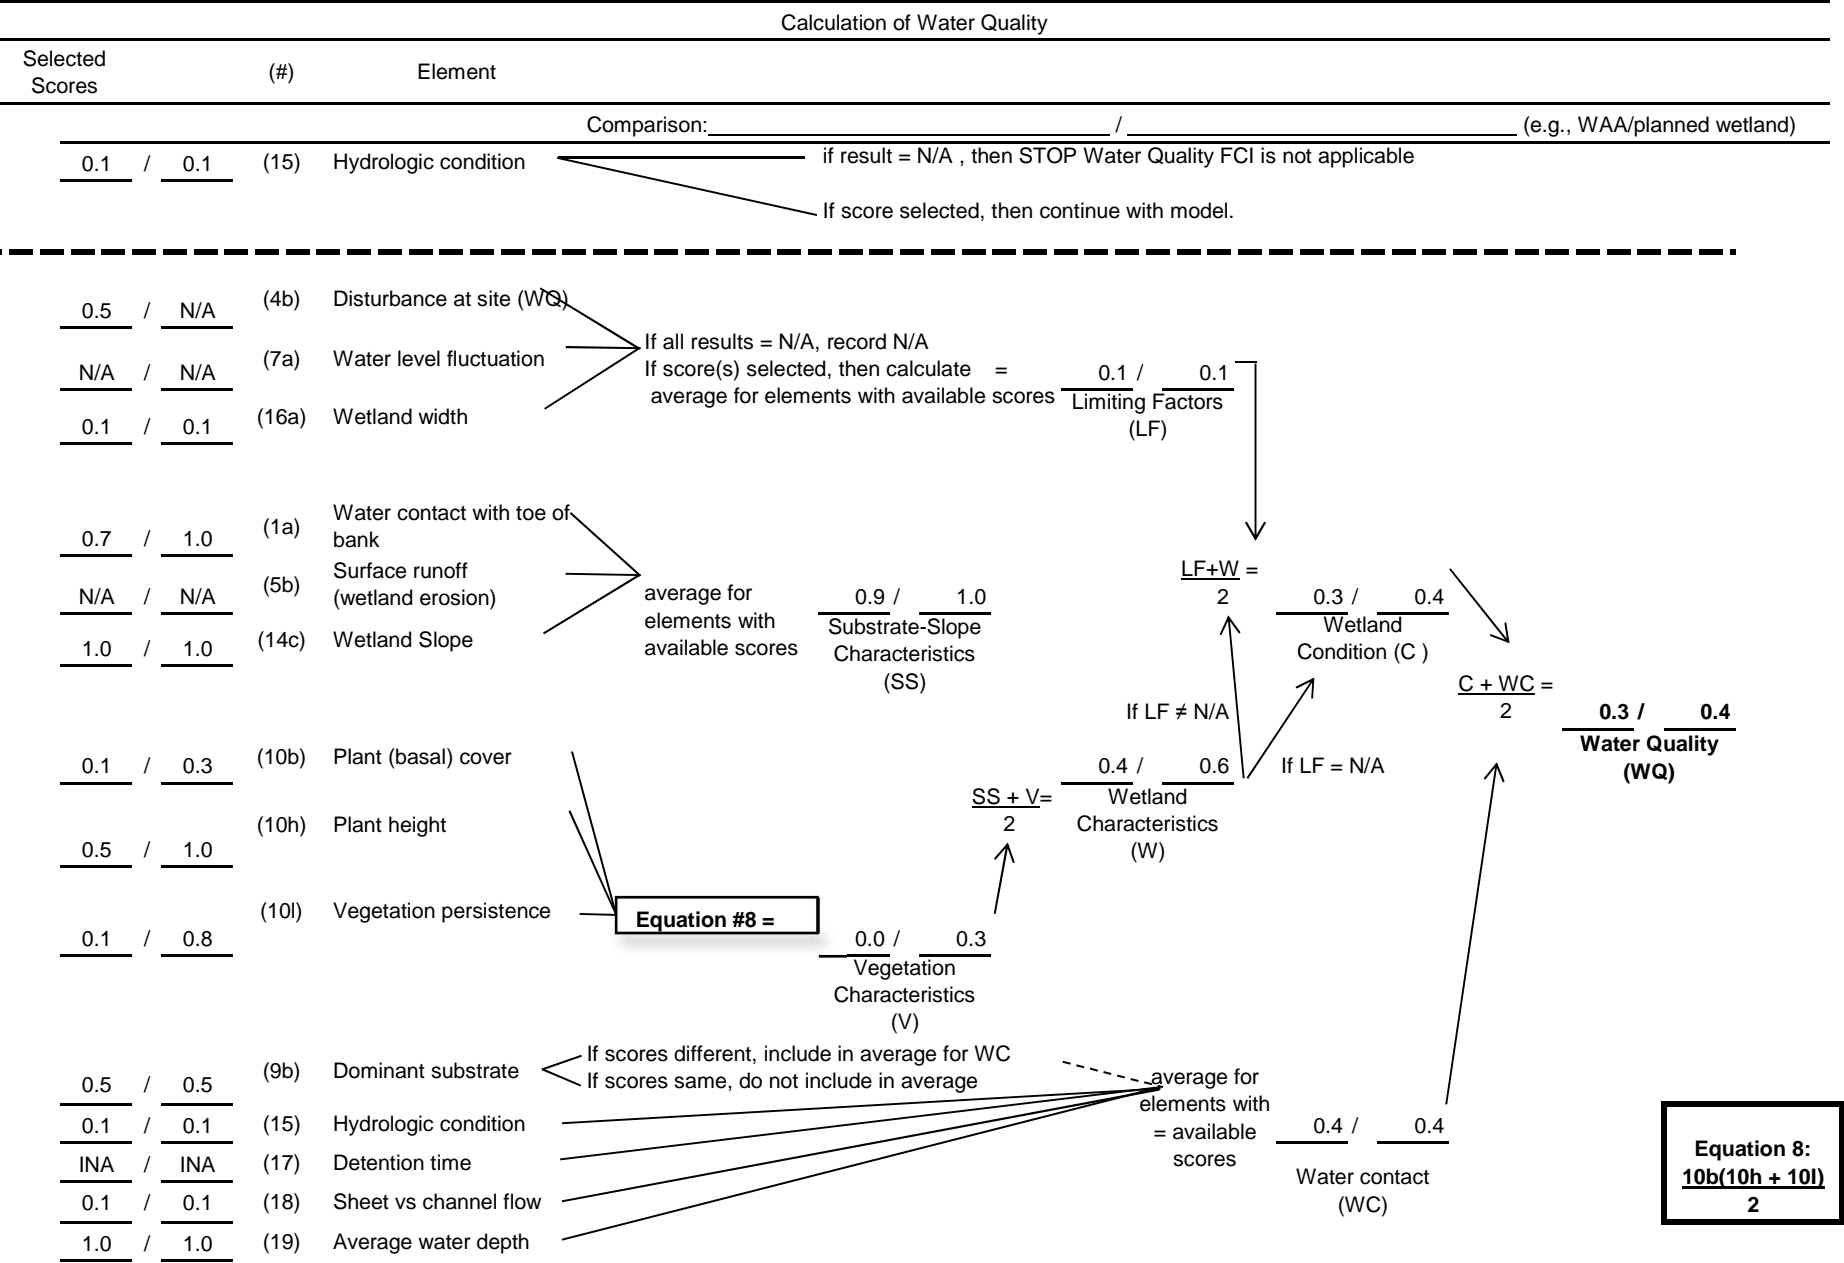 Calculation of Water Quality
Selected
Scores
(#)
Element
Comparison: / (e.g., WAA/planned wetland)
0.1 / 0.1 (15) Hydrologic condition
if result = N/A , then STOP Water Quality FCI is not applicable
If score selected, then continue with model.
0.5 / N/A (4b) Disturbance at site (WQ)
N/A / N/A (7a) Water level fluctuation
0.1 / 0.1 (16a) Wetland width
If all results = N/A, record N/A
If score(s) selected, then calculate =
average for elements with available scores
0.1 / 0.1
Limiting Factors
(LF)
0.7 / 1.0 (1a) Water contact with toe of
bank
N/A / N/A (5b) Surface runoff
(wetland erosion)
1.0 / 1.0 (14c) Wetland Slope
average for
elements with
available scores
0.9 / 1.0
Substrate-Slope
Characteristics
(SS)
LF+W =
2
0.3 / 0.4
Wetland
Condition (C )
If LF ≠ N/A
If LF = N/A
C + WC =
2
0.3 / 0.4
Water Quality
(WQ)
0.1 / 0.3 (10b) Plant (basal) cover
0.5 / 1.0 (10h) Plant height
0.1 / 0.8 (10l) Vegetation persistence
SS + V=
2
0.4 / 0.6
Wetland
Characteristics
(W)
Equation #8 =
0.0 / 0.3
Vegetation
Characteristics
(V)
0.5 / 0.5 (9b) Dominant substrate
If scores different, include in average for WC
If scores same, do not include in average
0.1 / 0.1 (15) Hydrologic condition
INA / INA (17) Detention time
0.1 / 0.1 (18) Sheet vs channel flow
1.0 / 1.0 (19) Average water depth
average for
elements with
= available
scores
0.4 / 0.4
Water contact
(WC)
Equation 8:
10b(10h + 10l)
2